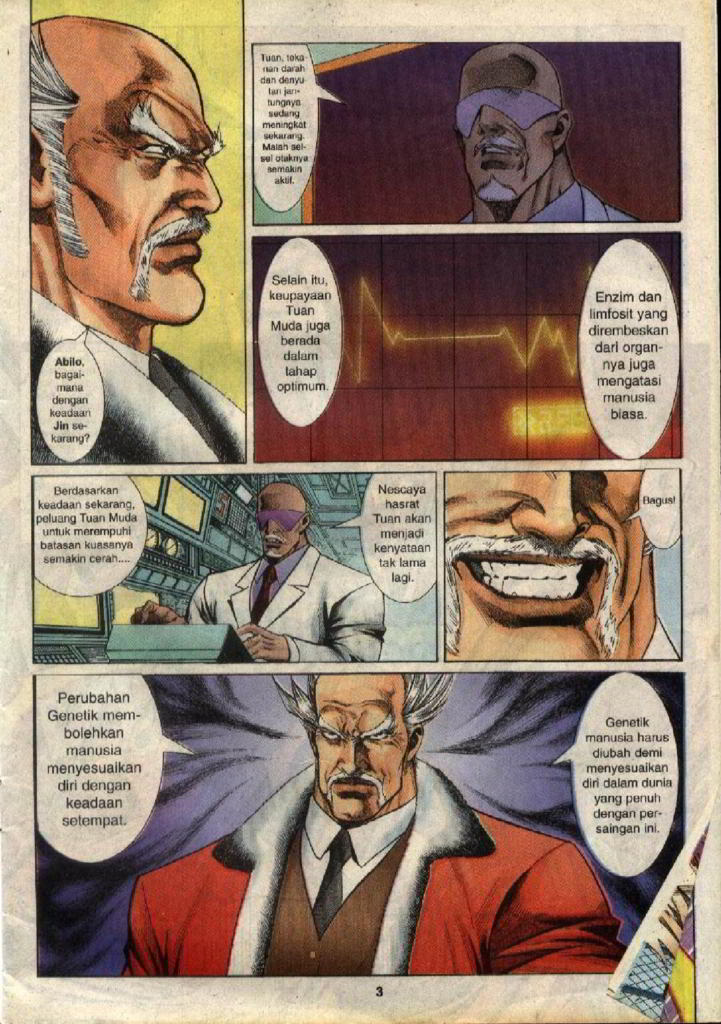 Abilo,
bagai-
mana
dengan
keadaan
Jin se-
karang?
Tuan, teka-
nan darah
dan denyu-
tan jan-
tungnya
sedang
meningkat
sekarang.
Malah sel-
sel otaknya
semakin
aktif.
Selain itu,
keupayaan
Tuan
Muda juga
berada
dalam
tahap
optimum.
Enzim dan
limfosit yang
dirembeskan
dari organ-
nya juga
mengatasi
manusia
biasa.
Berdasarkan
keadaan sekarang,
peluang Tuan Muda
untuk merempuhi
batasan kuasanya
semakin cerah....
Nescaya
hasrat
Tuan akan
menjadi
kenyataan
tak lama
lagi.
Bagus!
Perubahan
Genetik mem-
bolehkan
manusia
menyesuaikan
diri dengan
keadaan
setempat.
Genetik
manusia harus
diubah demi
menyesuaikan
diri dalam dunia
yang penuh
dengan per-
saingan ini.
3